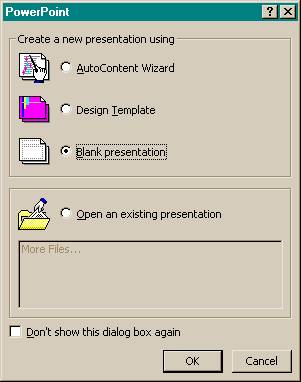 PowerPoint
Create a new presentation using
AutoContent Wizard
Design Template
Blank presentation
Open an existing presentation
More Files...
Don't show this dialog box again
OK Cancel